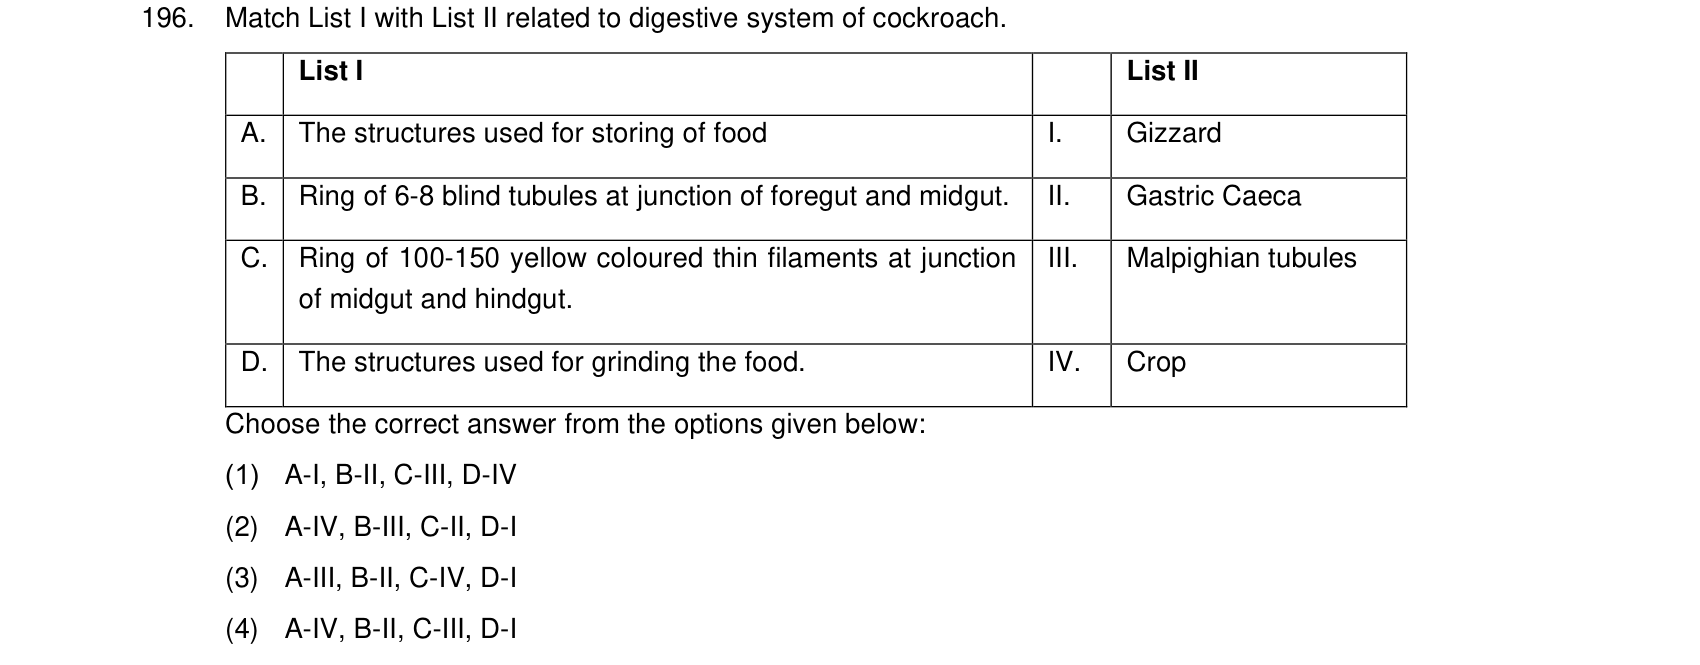 196. Match List I with List II related to digestive system of cockroach.
List I List II
A. The structures used for storing of food I. Gizzard
B. Ring of 6-8 blind tubules at junction of foregut and midgut. II. Gastric Caeca
C. Ring of 100-150 yellow coloured thin filaments at junction III. Malpighian tubules
of midgut and hindgut.
D. The structures used for grinding the food. IV. Crop
Choose the correct answer from the options given below:
(1) A-I, B-II, C-III, D-IV
(2) A-IV, B-III, C-II, D-I
(3) A-III, B-II, C-IV, D-I
(4) A-IV, B-II, C-III, D-I